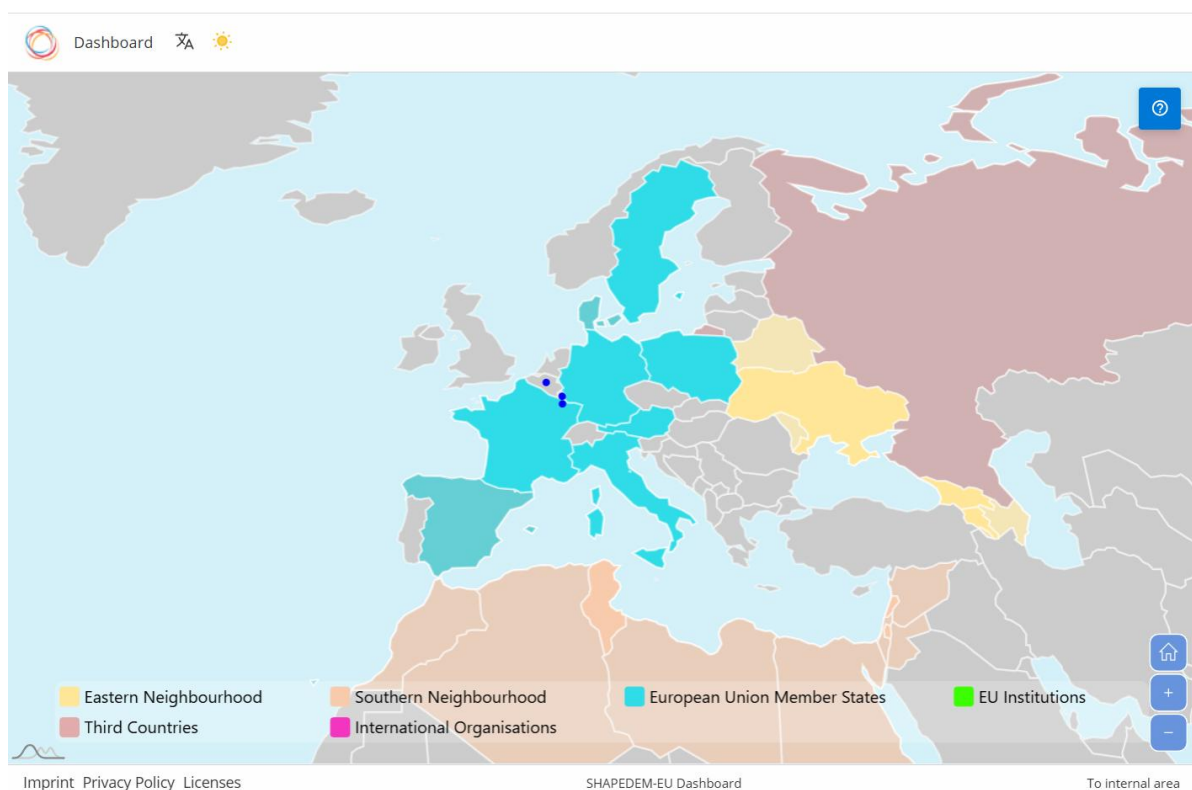 Dashboard
Eastern Neighbourhood Southern Neighbourhood European Union Member States EU Institutions
Third Countries International Organisations
Imprint Privacy Policy Licenses SHAPEDEM-EU Dashboard To internal area